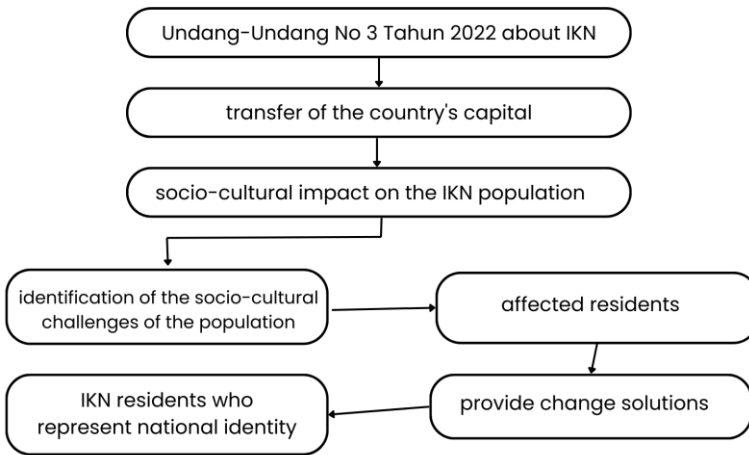 Undang-Undang No 3 Tahun 2022 about IKN
transfer of the country's capital
socio-cultural impact on the IKN population
identification of the socio-cultural
challenges of the population
affected residents
provide change solutions
IKN residents who
represent national identity